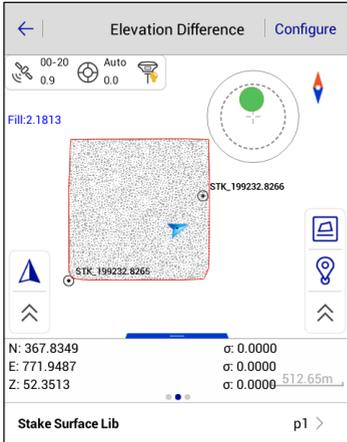 Elevation Difference
Configure
00-20
0.9
Auto
0.0
Fill:2.1813
STK_199232.8266
STK_199232.8265
N: 367.8349
σ: 0.0000
E: 771.9487
σ: 0.0000
Z: 52.3513
σ: 0.0000
512.65m
Stake Surface Lib
p1